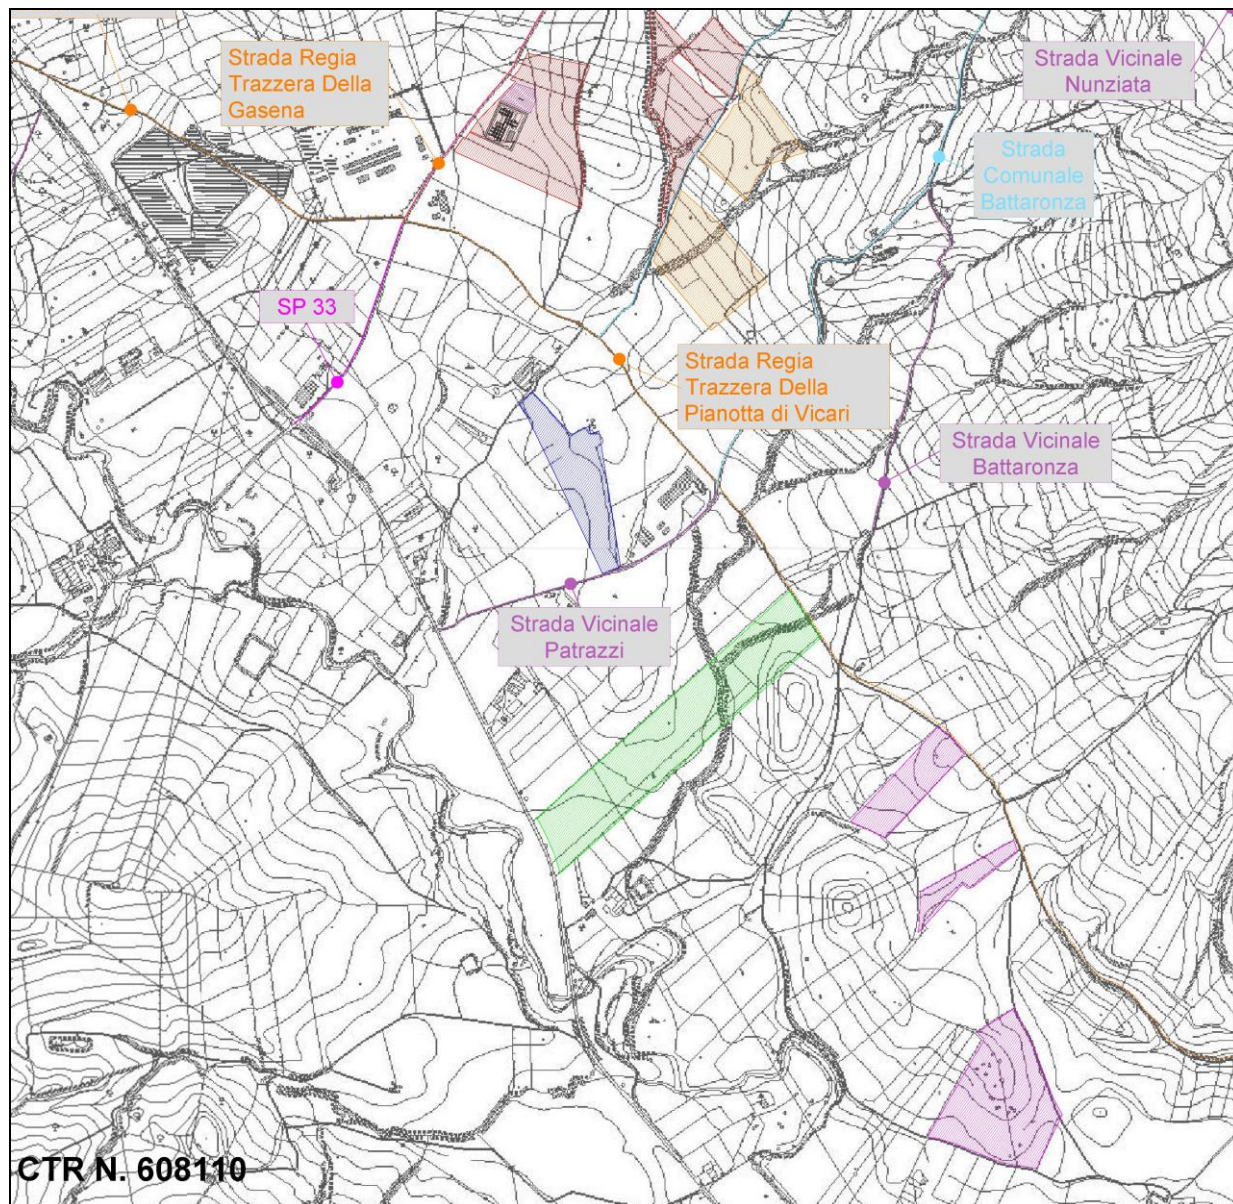 Strada Regia
Trazzera Della
Gasena
Strada Vicinale
Nunziata
Strada
Comunale
Battaronza
SP 33
Strada Regia
Trazzera Della
Pianotta di Vicari
Strada Vicinale
Battaronza
Strada Vicinale
Patrazzi
CTR N. 608110